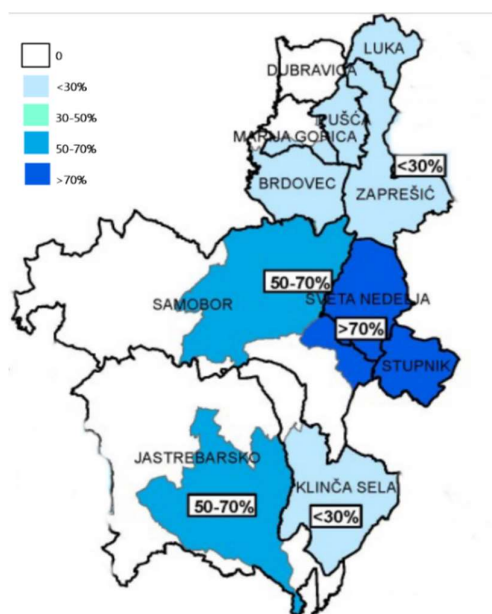 0
<30%
30-50%
50-70%
>70%
LUKA
DUBRAVICA
PUŠĆA
MARIJA GORICA
<30%
BRDOVEC
ZAPREŠIĆ
50-70%
SAMOBOR
SVETA NEDELJA
>70%
STUPNIK
JASTREBARSKO
KLINČA SELA
50-70%
<30%